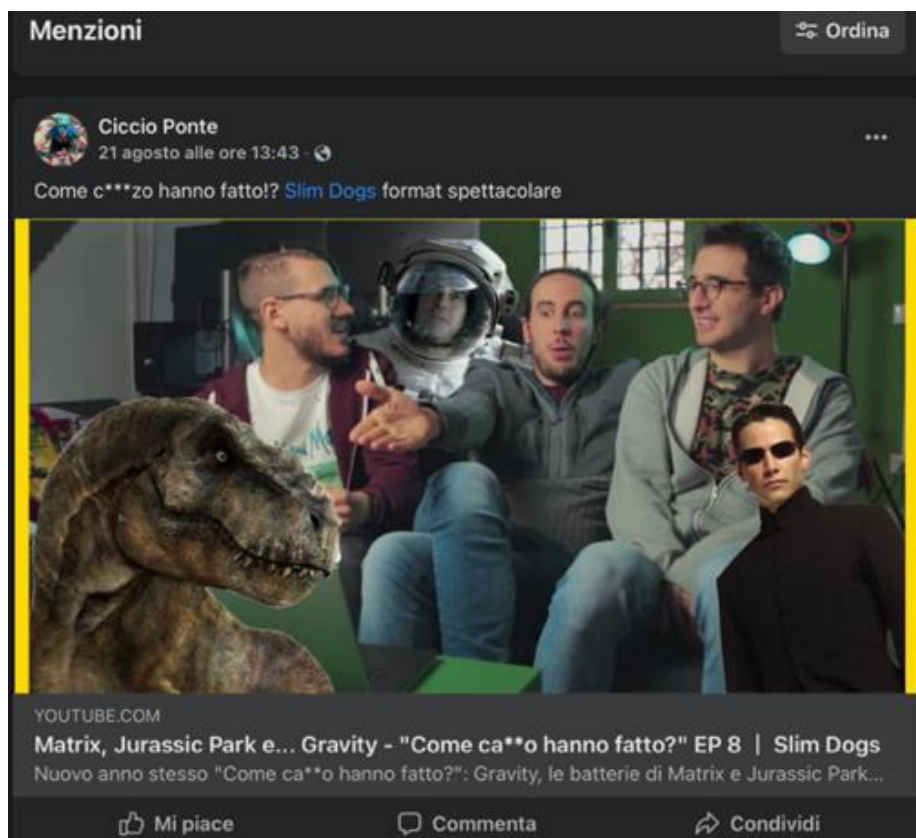 Menzioni
Ordina
Ciccio Ponte
21 agosto alle ore 13:43 ·
Come c***zo hanno fatto!? Slim Dogs format spettacolare
YOUTUBE.COM
Matrix, Jurassic Park e... Gravity - "Come ca**o hanno fatto?" EP 8 | Slim Dogs
Nuovo anno stesso "Come ca**o hanno fatto?": Gravity, le batterie di Matrix e Jurassic Park...
Mi piace
Commenta
Condividi